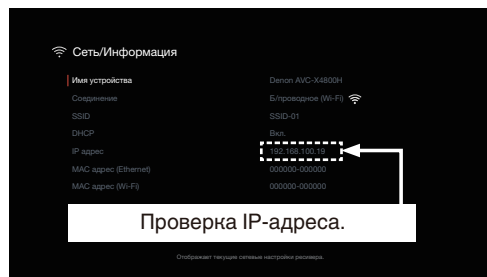 Сеть/Информация
Имя устройства Denon AVC-X4800H
Соединение Б/проводное (Wi-Fi)
SSID SSID-01
DHCP Вкл.
IP адрес 192.168.100.19
MAC адрес (Ethernet) 000000-000000
MAC адрес (Wi-Fi) 000000-000000
Проверка IP-адреса.
Отображает текущие сетевые настройки ресивера.